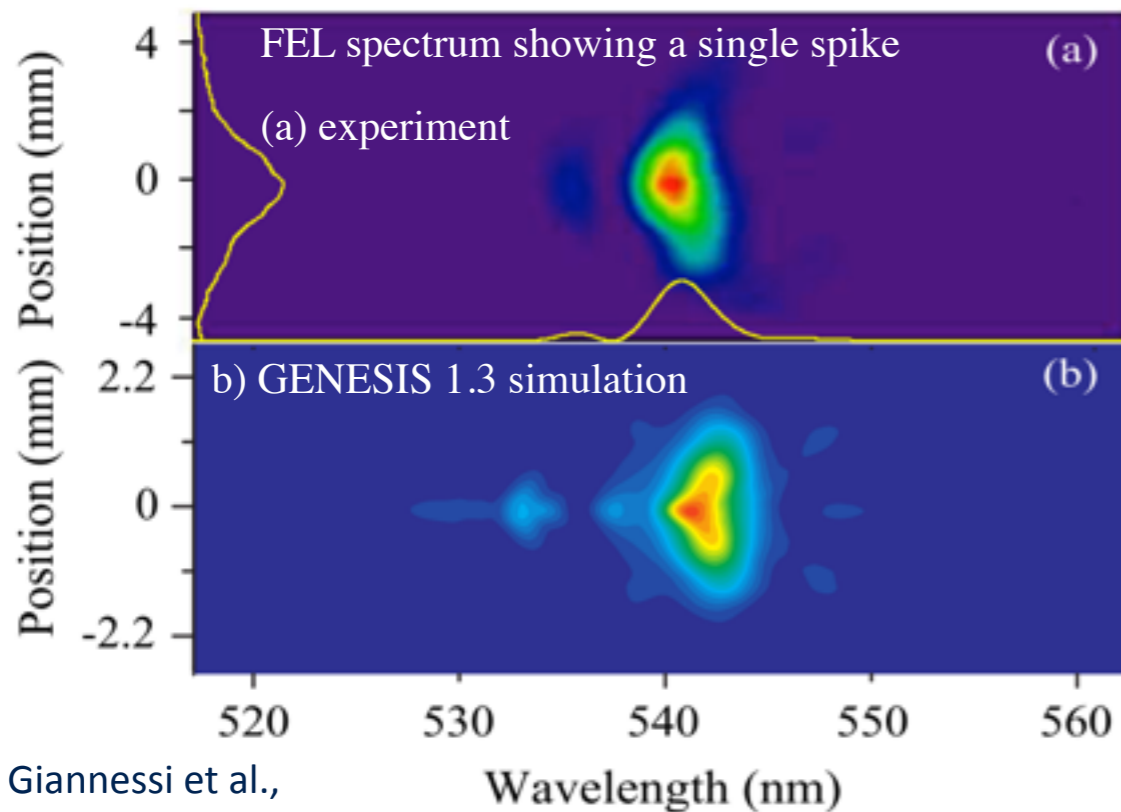 FEL spectrum showing a single spike
(a)
(a) experiment
Position (mm)
4
0
-4
b) GENESIS 1.3 simulation
(b)
Position (mm)
2.2
0
-2.2
520 530 540 550 560
Giannessi et al.,
Wavelength (nm)